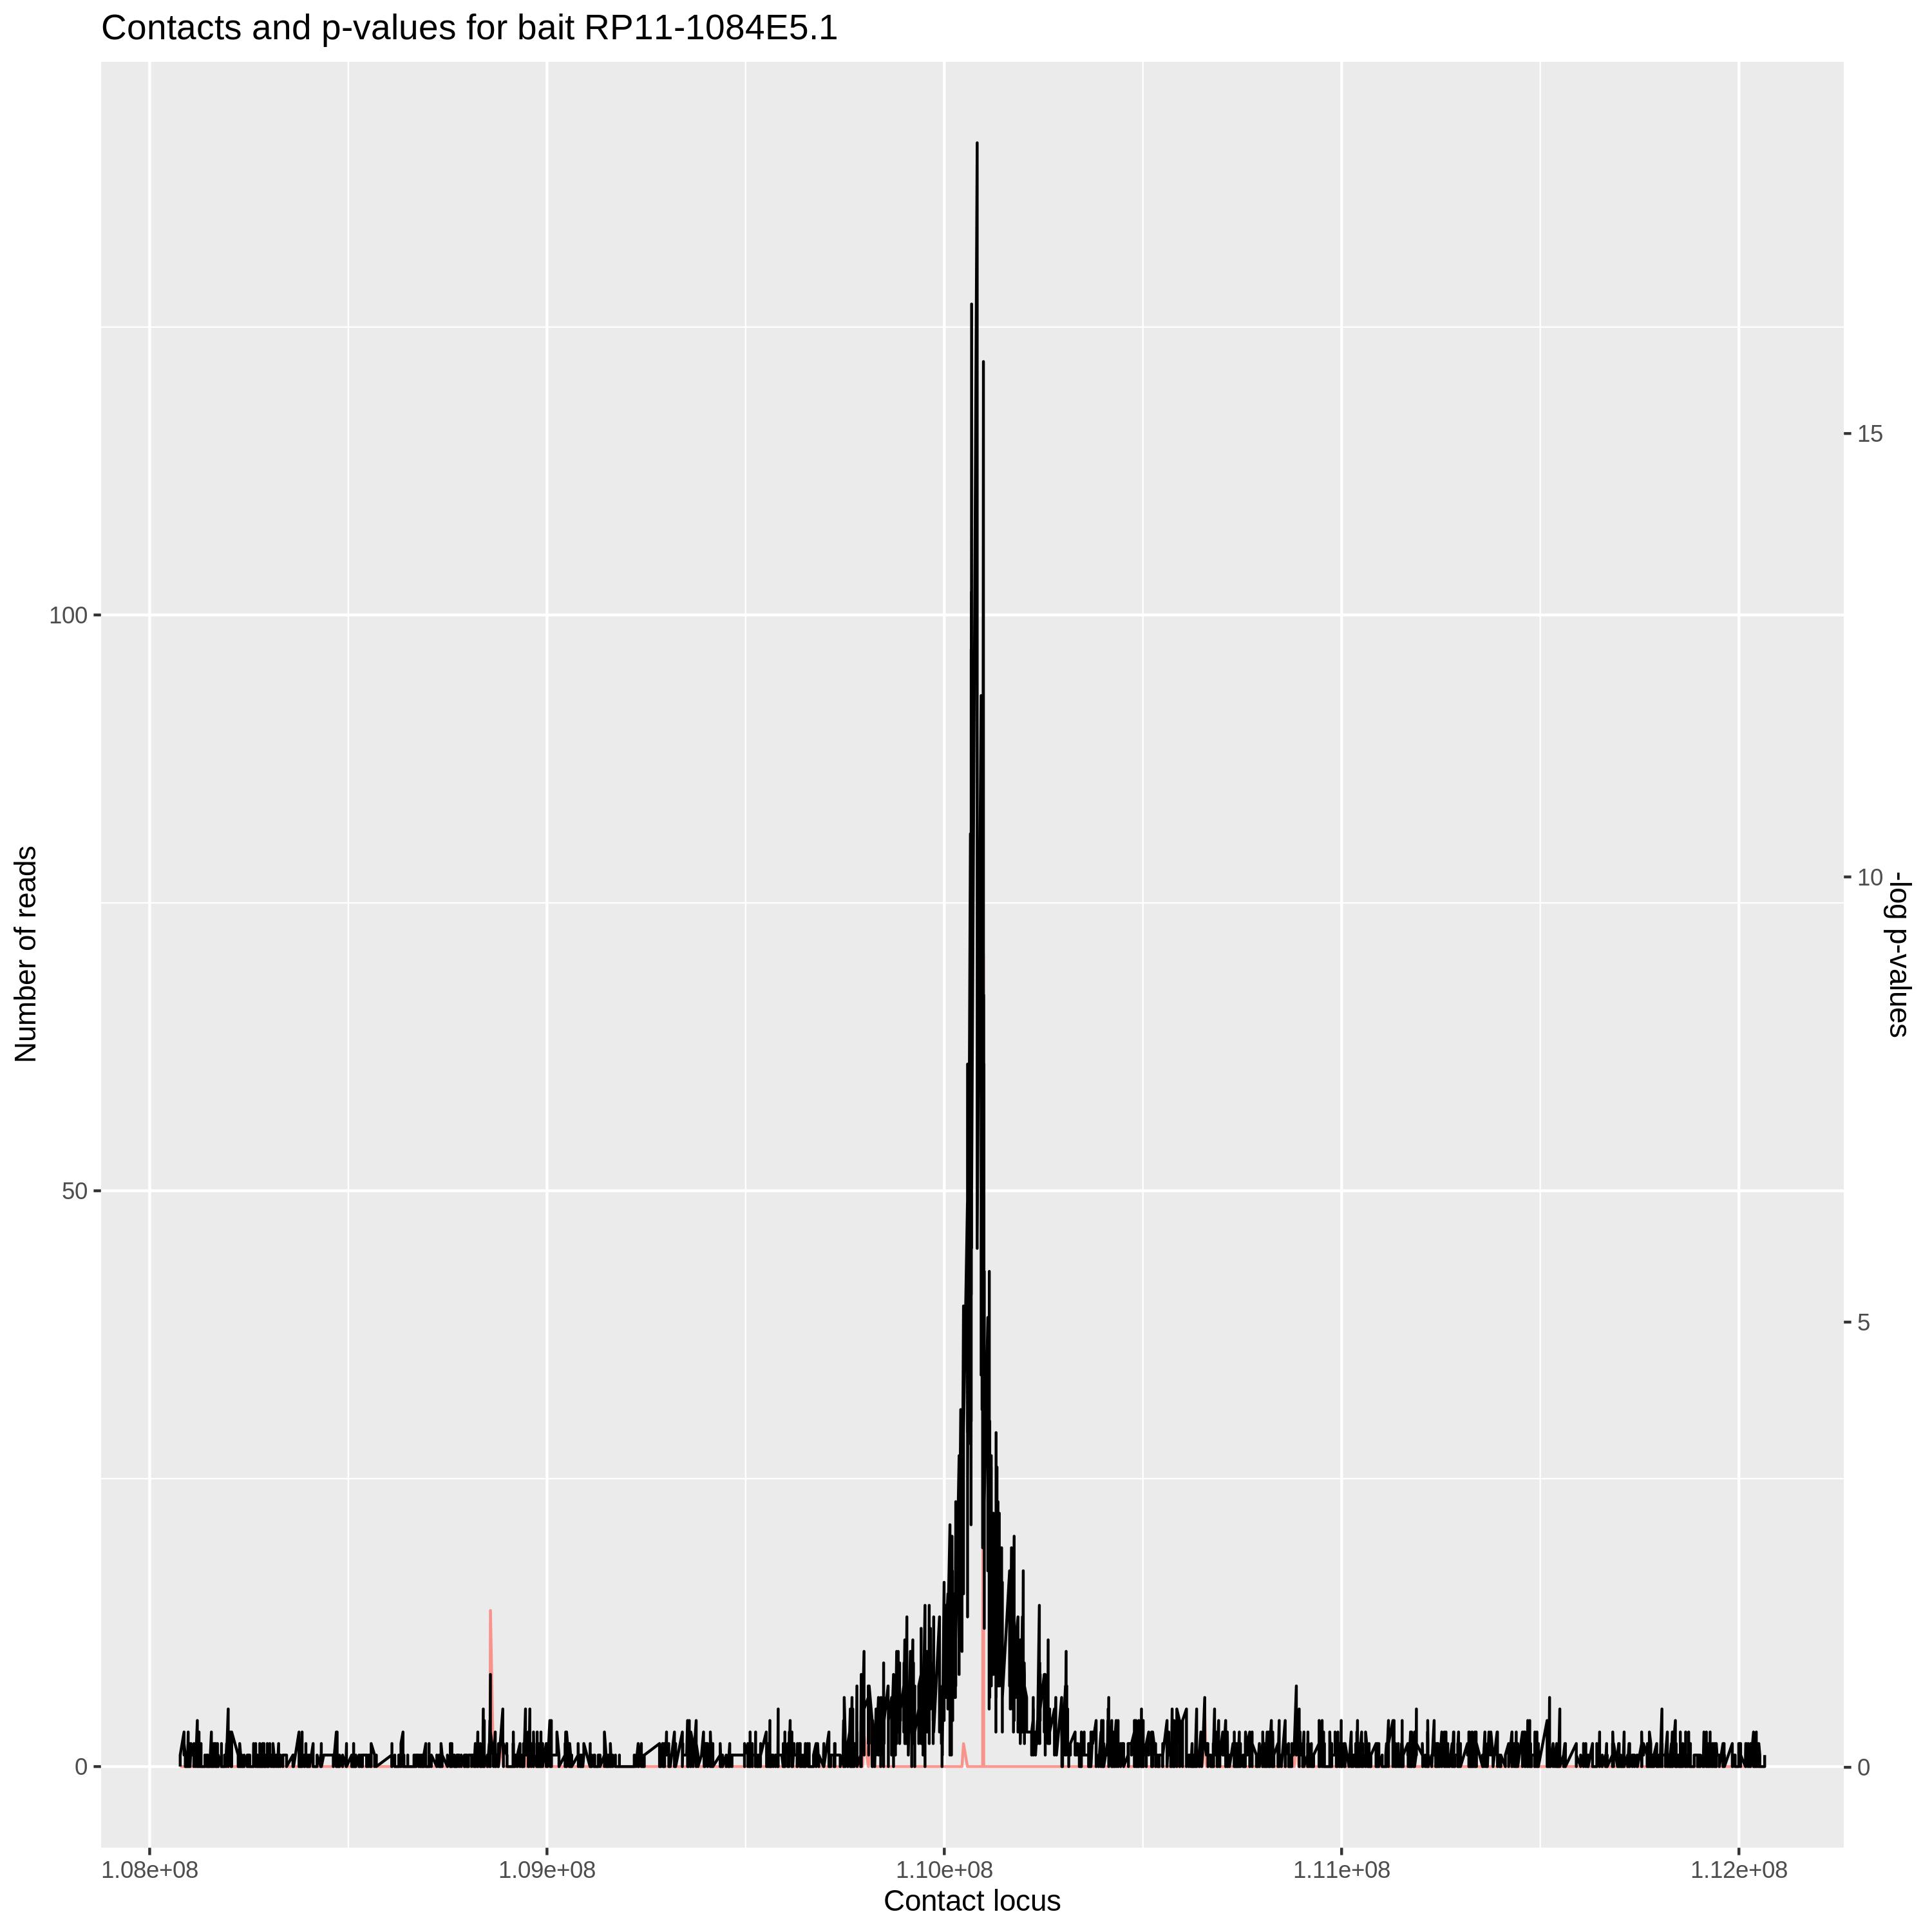 Contacts and p-values for bait RP11-1084E5.1
Number of reads
100
50
0
15
10
5
0
-log p-values
1.08e+08 1.09e+08 1.10e+08 1.11e+08 1.12e+08
Contact locus